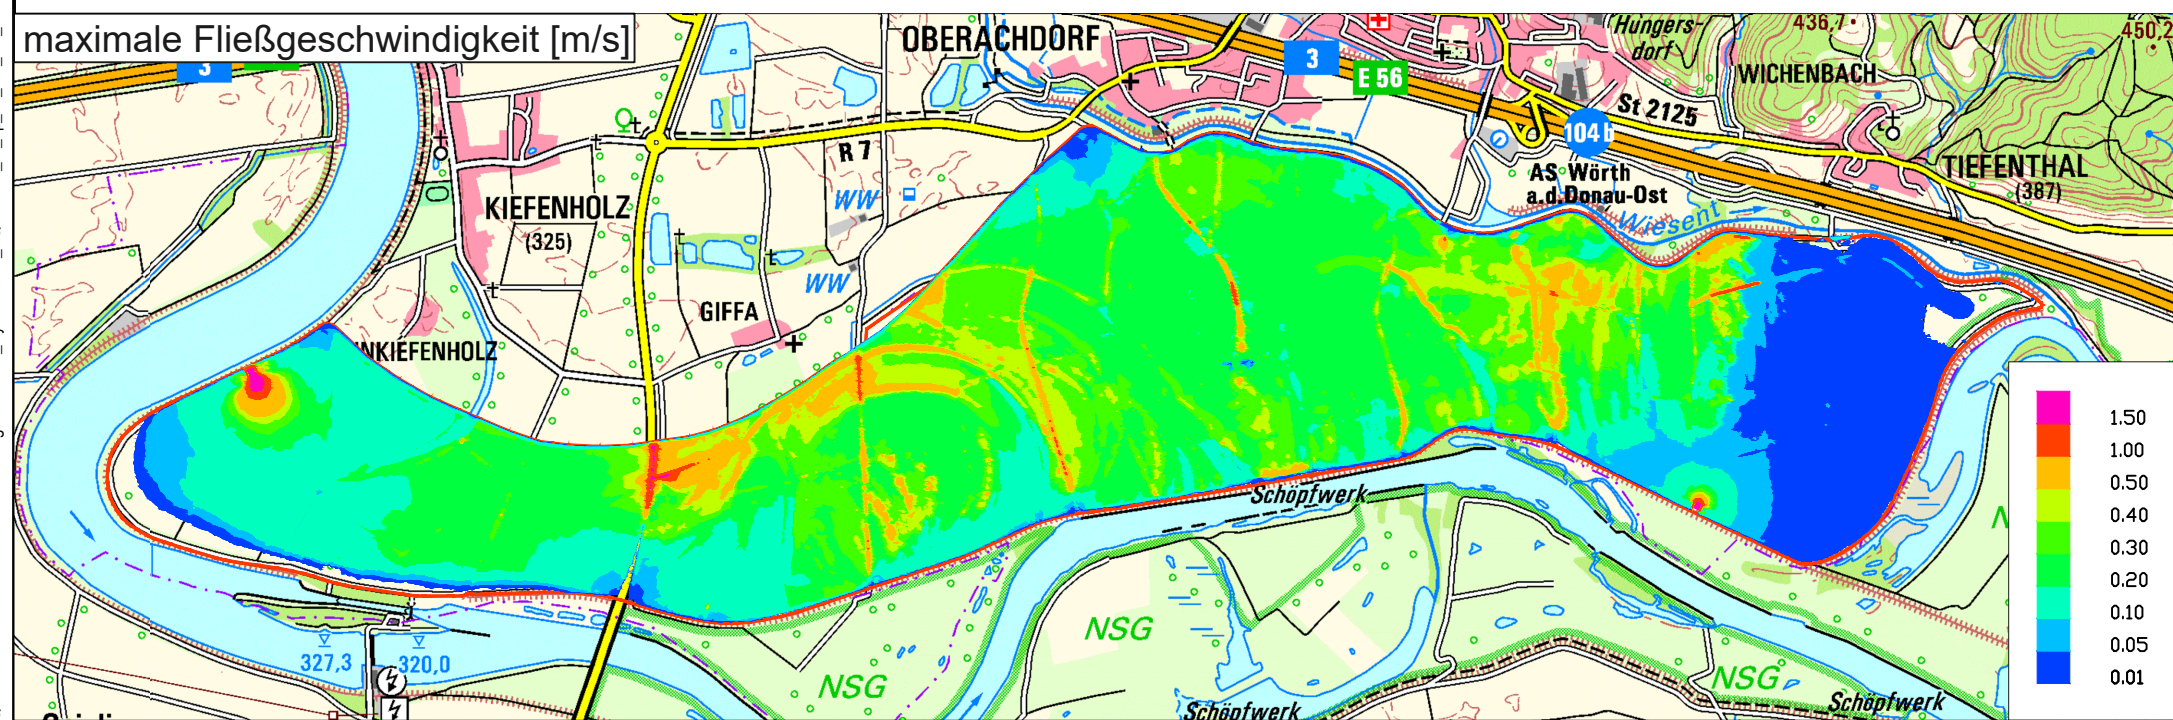 maximale Fließgeschwindigkeit [m/s]
OBERACHDORF
Hungers-
dorf
436,7
450,2
WICHENBACH
3
3
E 56
St 2125
104 b
R 7
TIEFENTHAL
(387)
AS Wörth
a.d.Donau-Ost
KIEFENHOLZ
(325)
WW
Wiesent
WW
GIFFA
NKIEFENHOLZ
Schöpfwerk
1.50
1.00
0.50
0.40
0.30
0.20
0.10
0.05
0.01
N
NSG
327,3
320,0
NSG
NSG
Schöpfwerk
Schöpfwerk